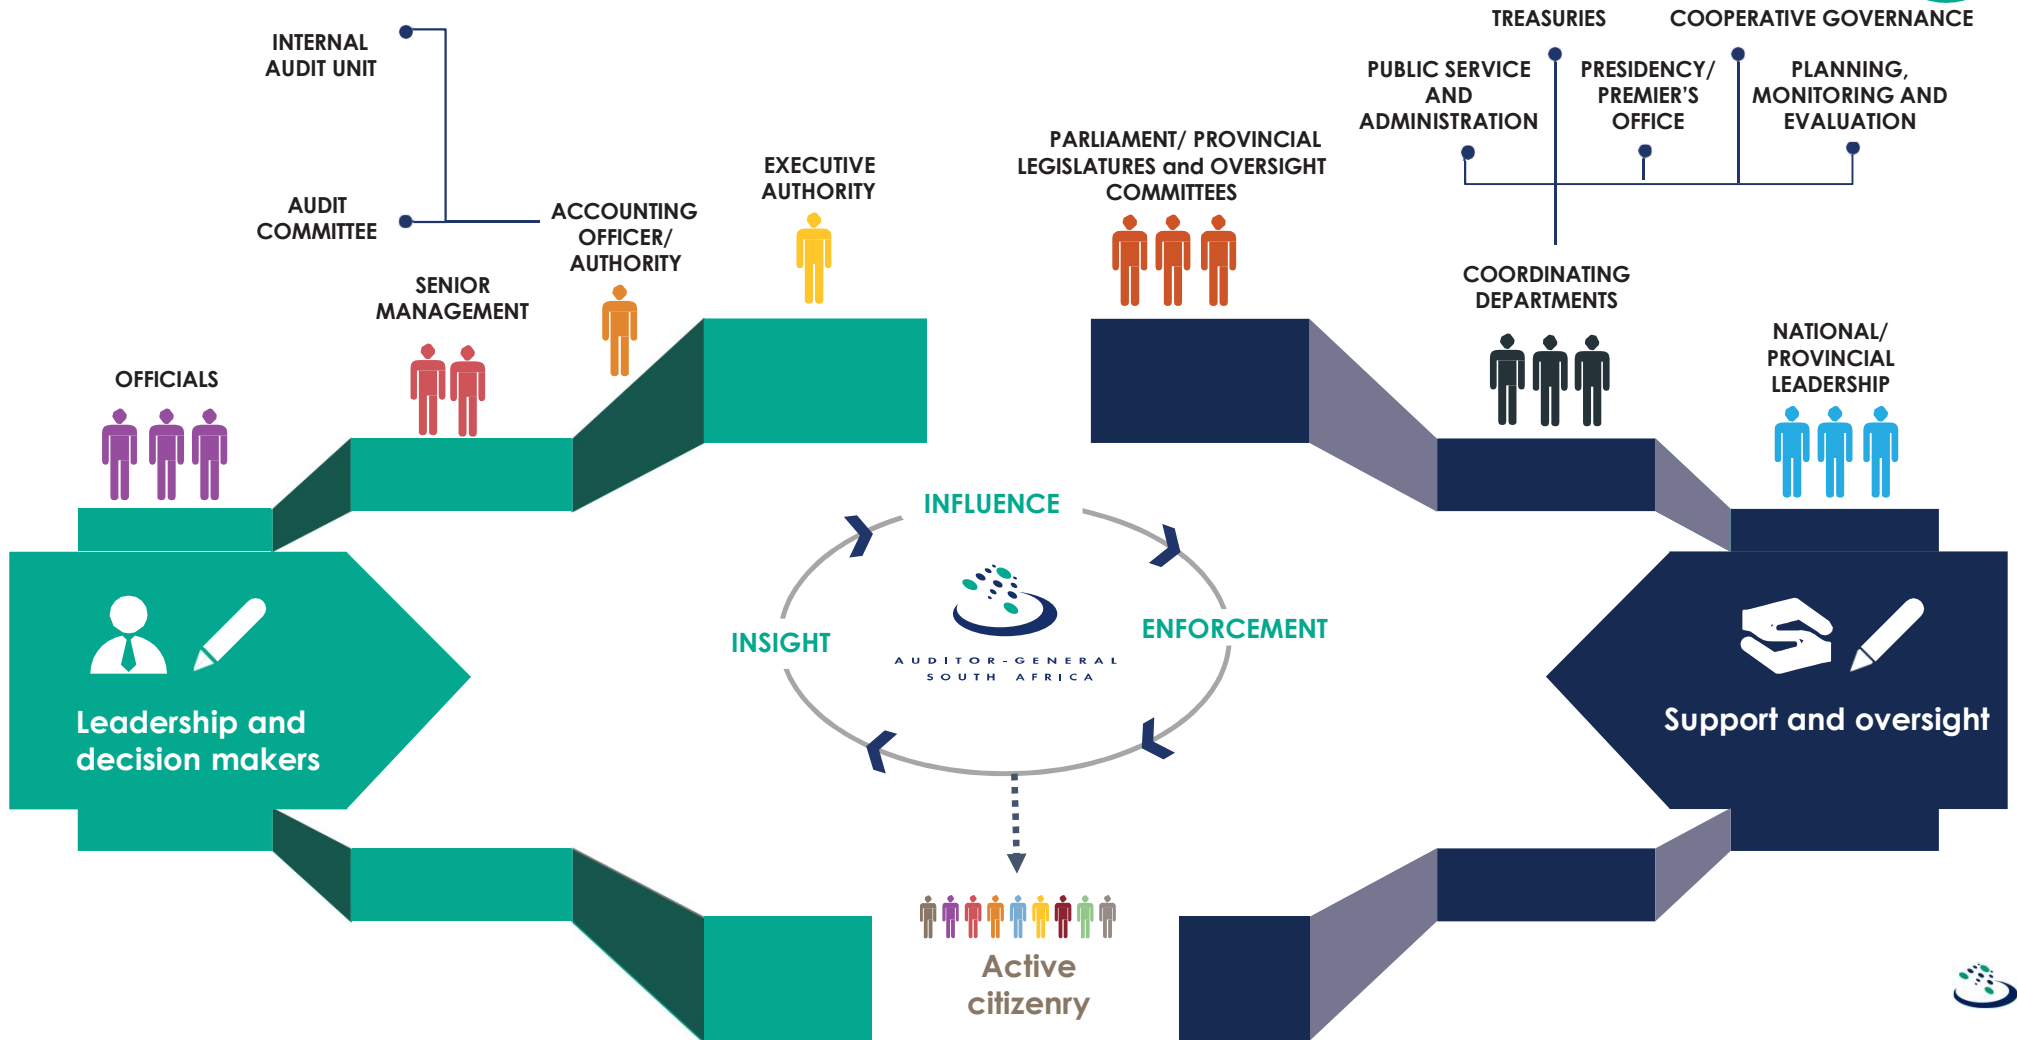 INTERNAL
AUDIT UNIT
AUDIT
COMMITTEE
ACCOUNTING
OFFICER/
AUTHORITY
EXECUTIVE
AUTHORITY
SENIOR
MANAGEMENT
OFFICIALS
PARLIAMENT/ PROVINCIAL
LEGISLATURES and OVERSIGHT
COMMITTEES
TREASURIES
COOPERATIVE GOVERNANCE
PUBLIC SERVICE
AND
ADMINISTRATION
PRESIDENCY/
PREMIER'S
OFFICE
PLANNING,
MONITORING AND
EVALUATION
COORDINATING
DEPARTMENTS
NATIONAL/
PROVINCIAL
LEADERSHIP
Leadership and
decision makers
INFLUENCE
INSIGHT
ENFORCEMENT
AUDITOR-GENERAL
SOUTH AFRICA
Support and oversight
Active
citizenry